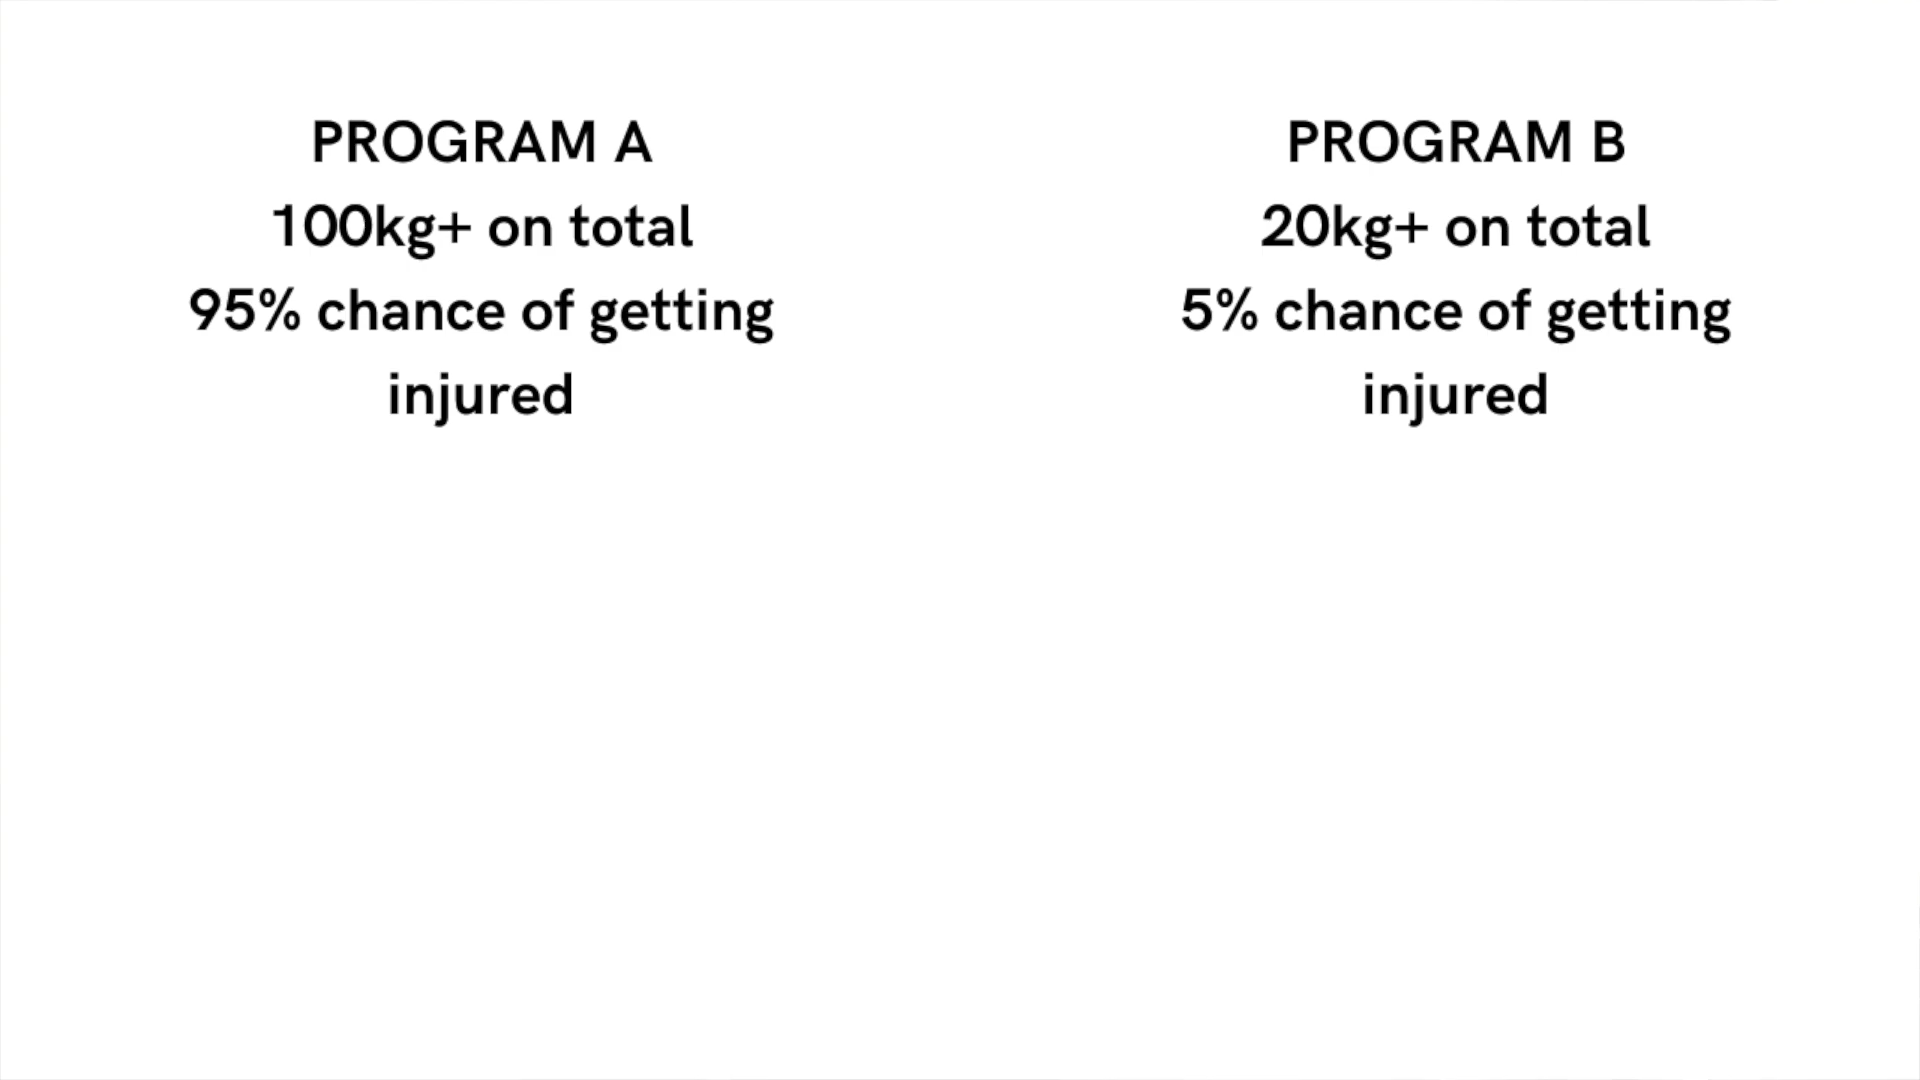 PROGRAM A
100kg+ on total
95% chance of getting
injured
PROGRAM B
20kg+ on total
5% chance of getting
injured